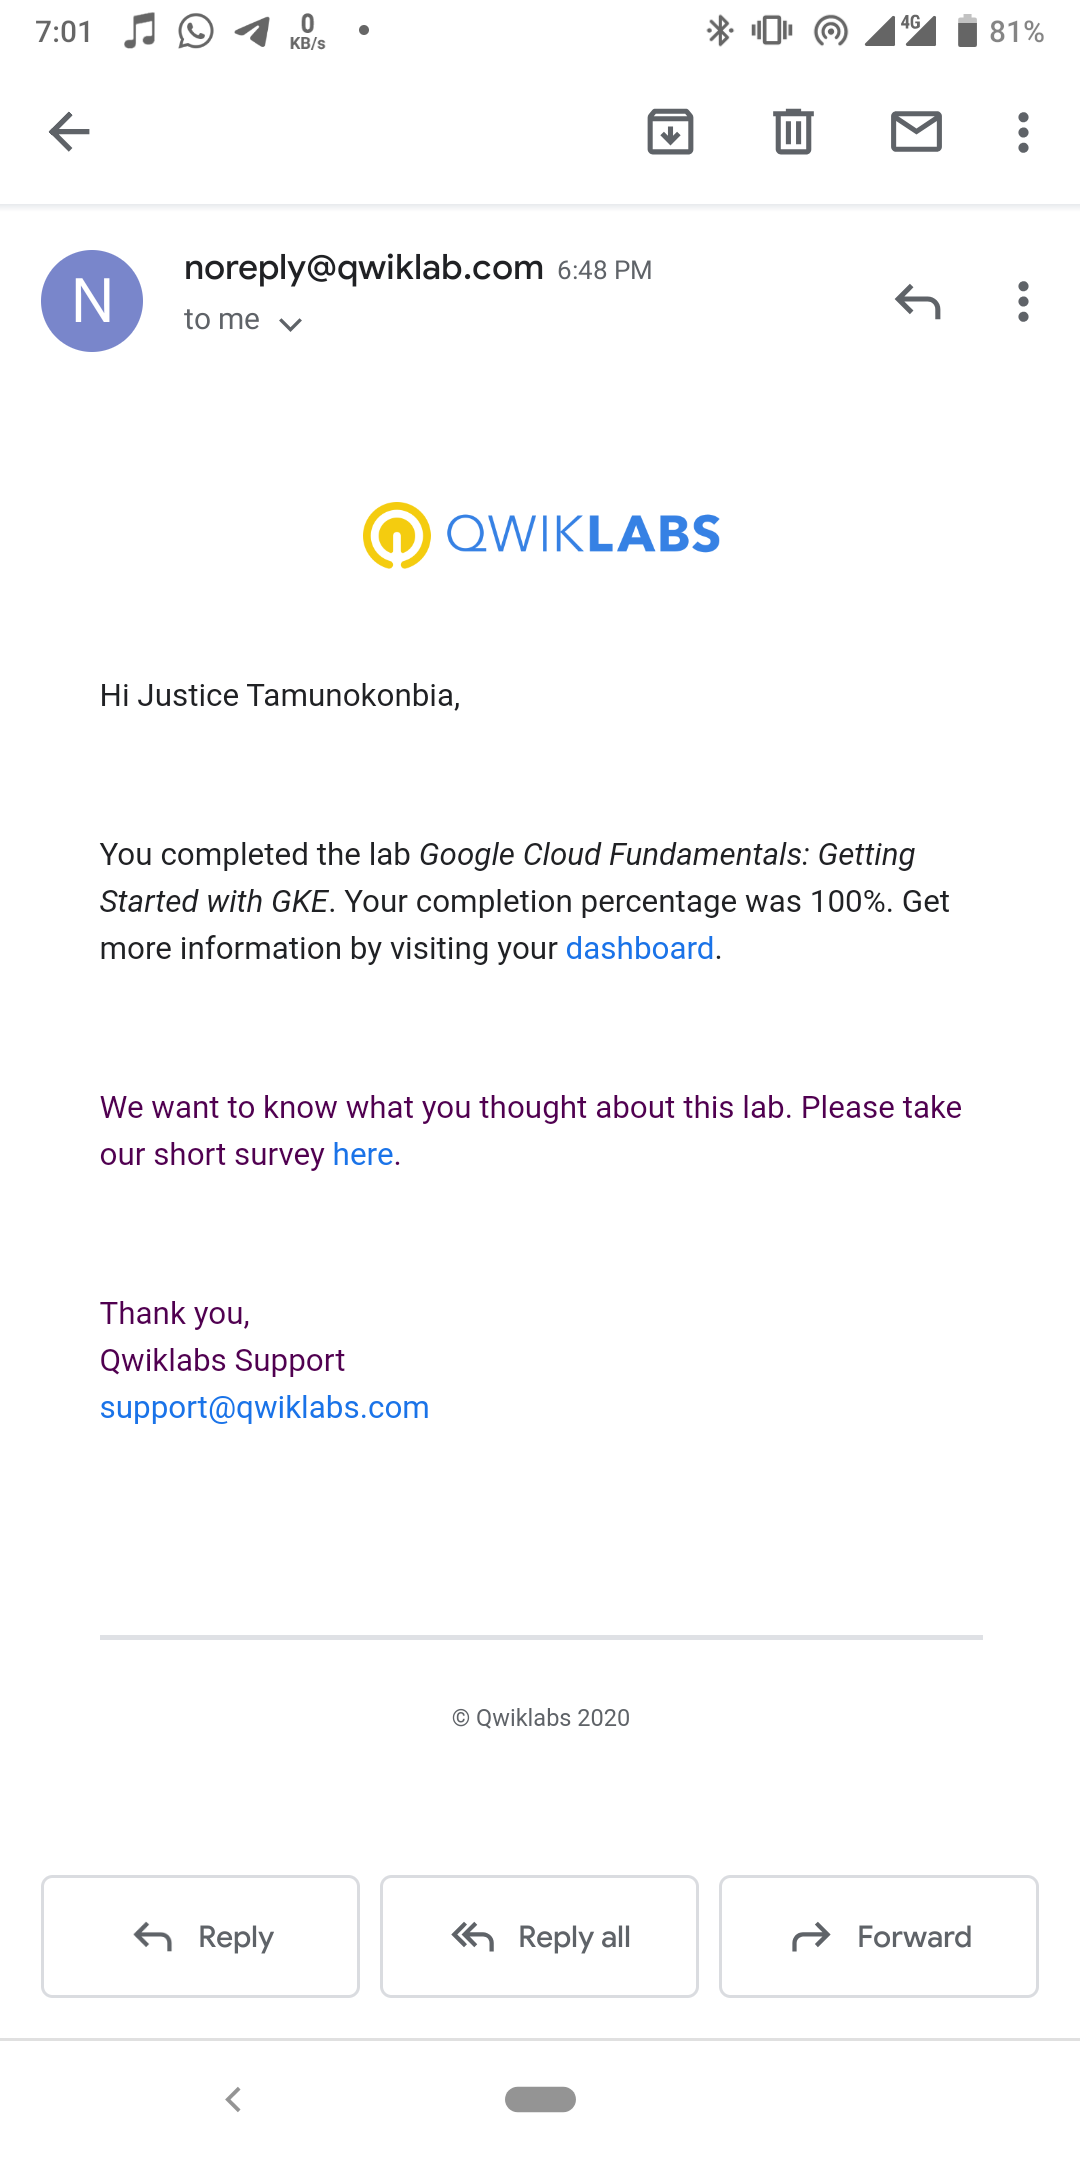 7:01
0
KB/s
4G
81%
N
noreply@qwiklab.com 6:48 PM
to me
QWIKLABS
Hi Justice Tamunokonbia,
You completed the lab Google Cloud Fundamentals: Getting
Started with GKE. Your completion percentage was 100%. Get
more information by visiting your dashboard.
We want to know what you thought about this lab. Please take
our short survey here.
Thank you,
Qwiklabs Support
support@qwiklabs.com
© Qwiklabs 2020
Reply
Reply all
Forward